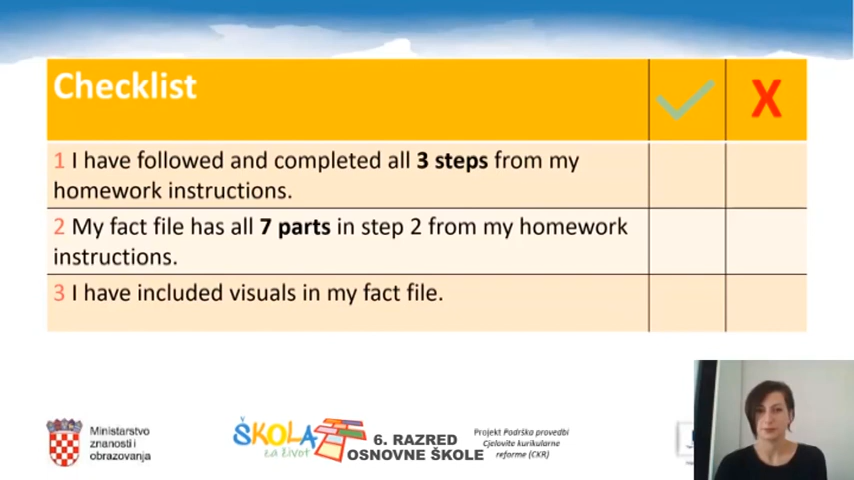 Checklist
X
1 I have followed and completed all 3 steps from my
homework instructions.
2 My fact file has all 7 parts in step 2 from my homework
instructions.
3 I have included visuals in my fact file.
Ministarstvo
znanosti i
obrazovanja
ŠKOLA
za život
6. RAZRED
OSNOVNE ŠKOLE
Projekt Podrška provedbi
Cjelovite kurikularne
reforme (CKR)